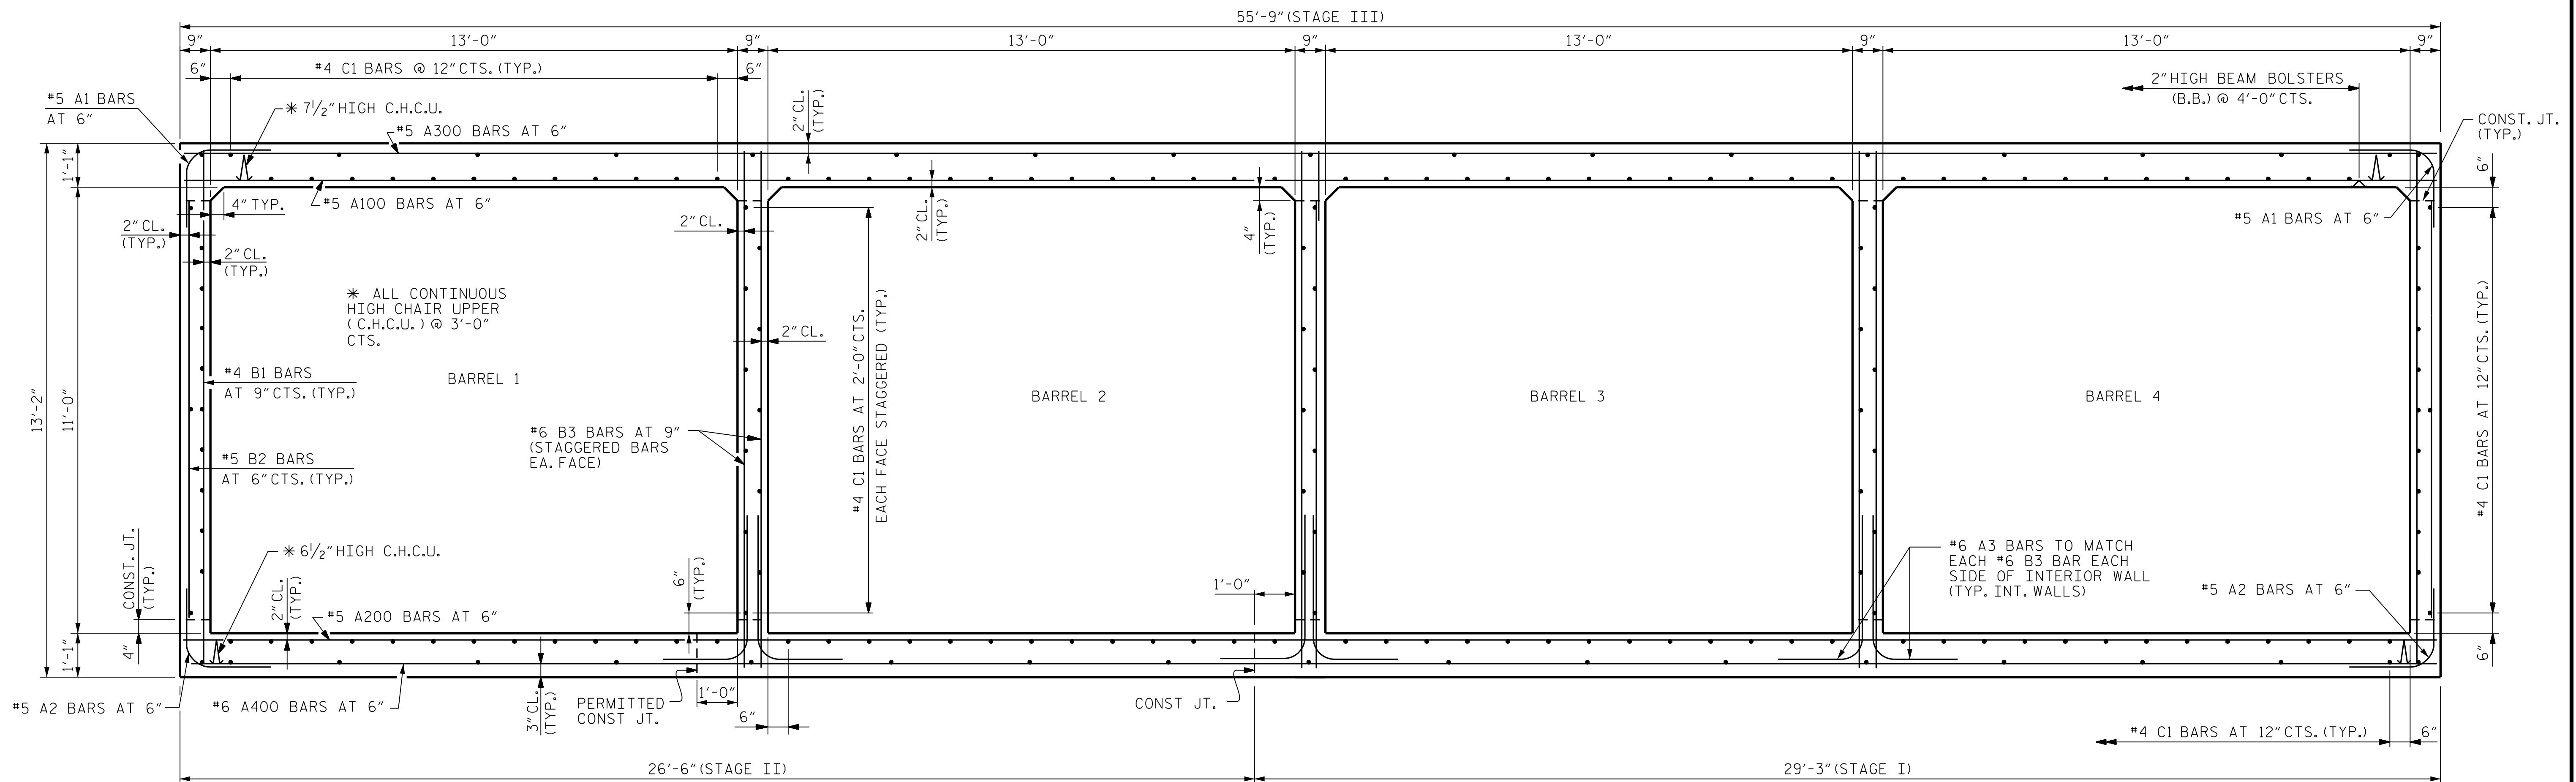 55'-9"(STAGE III)
9"
13'-0"
9"
13'-0"
9"
13'-0"
9"
13'-0"
9"
6"
#4 C1 BARS @ 12"CTS.(TYP.)
6"
2"HIGH BEAM BOLSTERS
(B.B.) @ 4'-0"CTS.
#5 A1 BARS
AT 6"
✳ 7 1/2"HIGH C.H.C.U.
#5 A300 BARS AT 6"
2"CL.
(TYP.)
CONST. JT.
(TYP.)
1'-1"
6"
4"TYP.
#5 A100 BARS AT 6"
2"CL.
(TYP.)
2"CL.
2"CL.
(TYP.)
4"
(TYP.)
#5 A1 BARS AT 6"
2"CL.
(TYP.)
✳ ALL CONTINUOUS
HIGH CHAIR UPPER
(C.H.C.U.) @ 3'-0"
CTS.
2"CL.
13'-2"
11'-0"
#4 B1 BARS
AT 9"CTS.(TYP.)
BARREL 1
BARREL 2
BARREL 3
BARREL 4
#4 C1 BARS AT 2'-0"CTS.
EACH FACE STAGGERED (TYP.)
#4 C1 BARS AT 12"CTS.(TYP.)
#6 B3 BARS AT 9"
(STAGGERED BARS
EA. FACE)
#5 B2 BARS
AT 6"CTS.(TYP.)
CONST. JT.
(TYP.)
✳ 6 1/2"HIGH C.H.C.U.
#6 A3 BARS TO MATCH
EACH #6 B3 BAR EACH
SIDE OF INTERIOR WALL
(TYP. INT. WALLS)
#5 A2 BARS AT 6"
2"CL.
(TYP.)
6"
(TYP.)
1'-0"
#5 A200 BARS AT 6"
4"
1'-1"
6"
#5 A2 BARS AT 6"
#6 A400 BARS AT 6"
3"CL.
(TYP.)
PERMITTED
CONST JT.
1'-0"
6"
CONST JT.
#4 C1 BARS AT 12"CTS.(TYP.)
6"
26'-6"(STAGE II)
29'-3"(STAGE I)